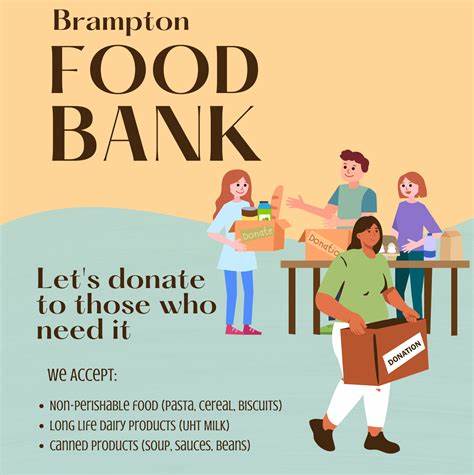 Brampton
FOOD
BANK
Donate
Donation
Let's donate
to those who
need it
We Accept:
DONATION
• Non-Perishable Food (Pasta, Cereal, Biscuits)
• Long Life Dairy Products (UHT Milk)
• Canned Products (Soup, Sauces, Beans)